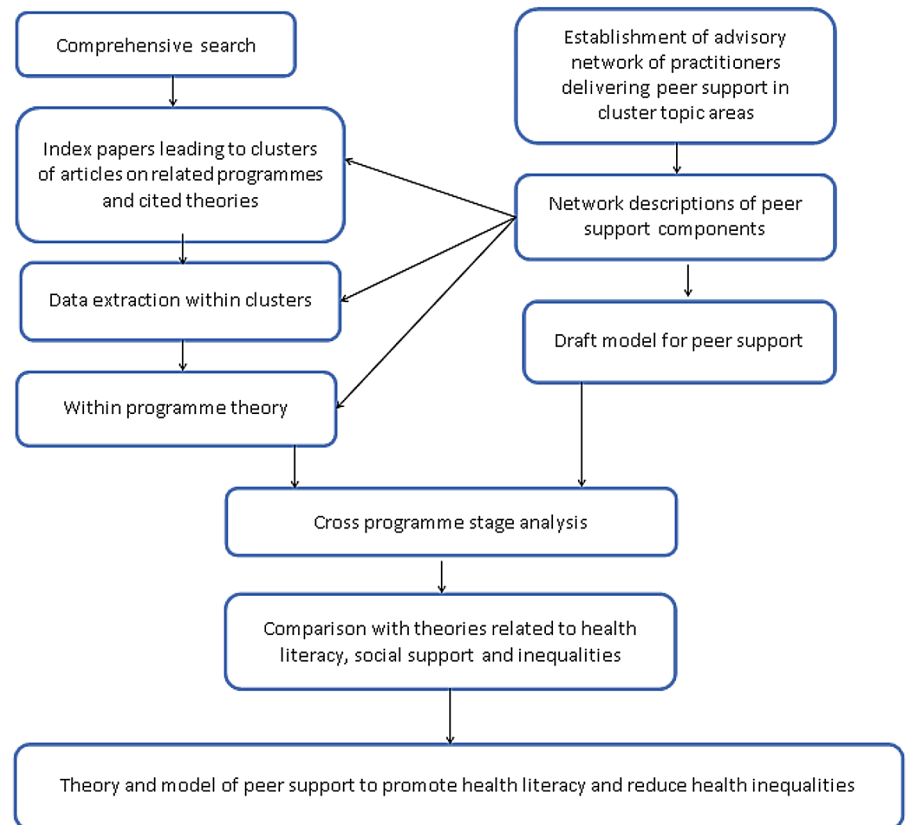 Comprehensive search
Index papers leading to clusters
of articles on related programmes
and cited theories
Data extraction within clusters
Within programme theory
Establishment of advisory
network of practitioners
delivering peer support in
cluster topic areas
Network descriptions of peer
support components
Draft model for peer support
Cross programme stage analysis
Comparison with theories related to health
literacy, social support and inequalities
Theory and model of peer support to promote health literacy and reduce health inequalities